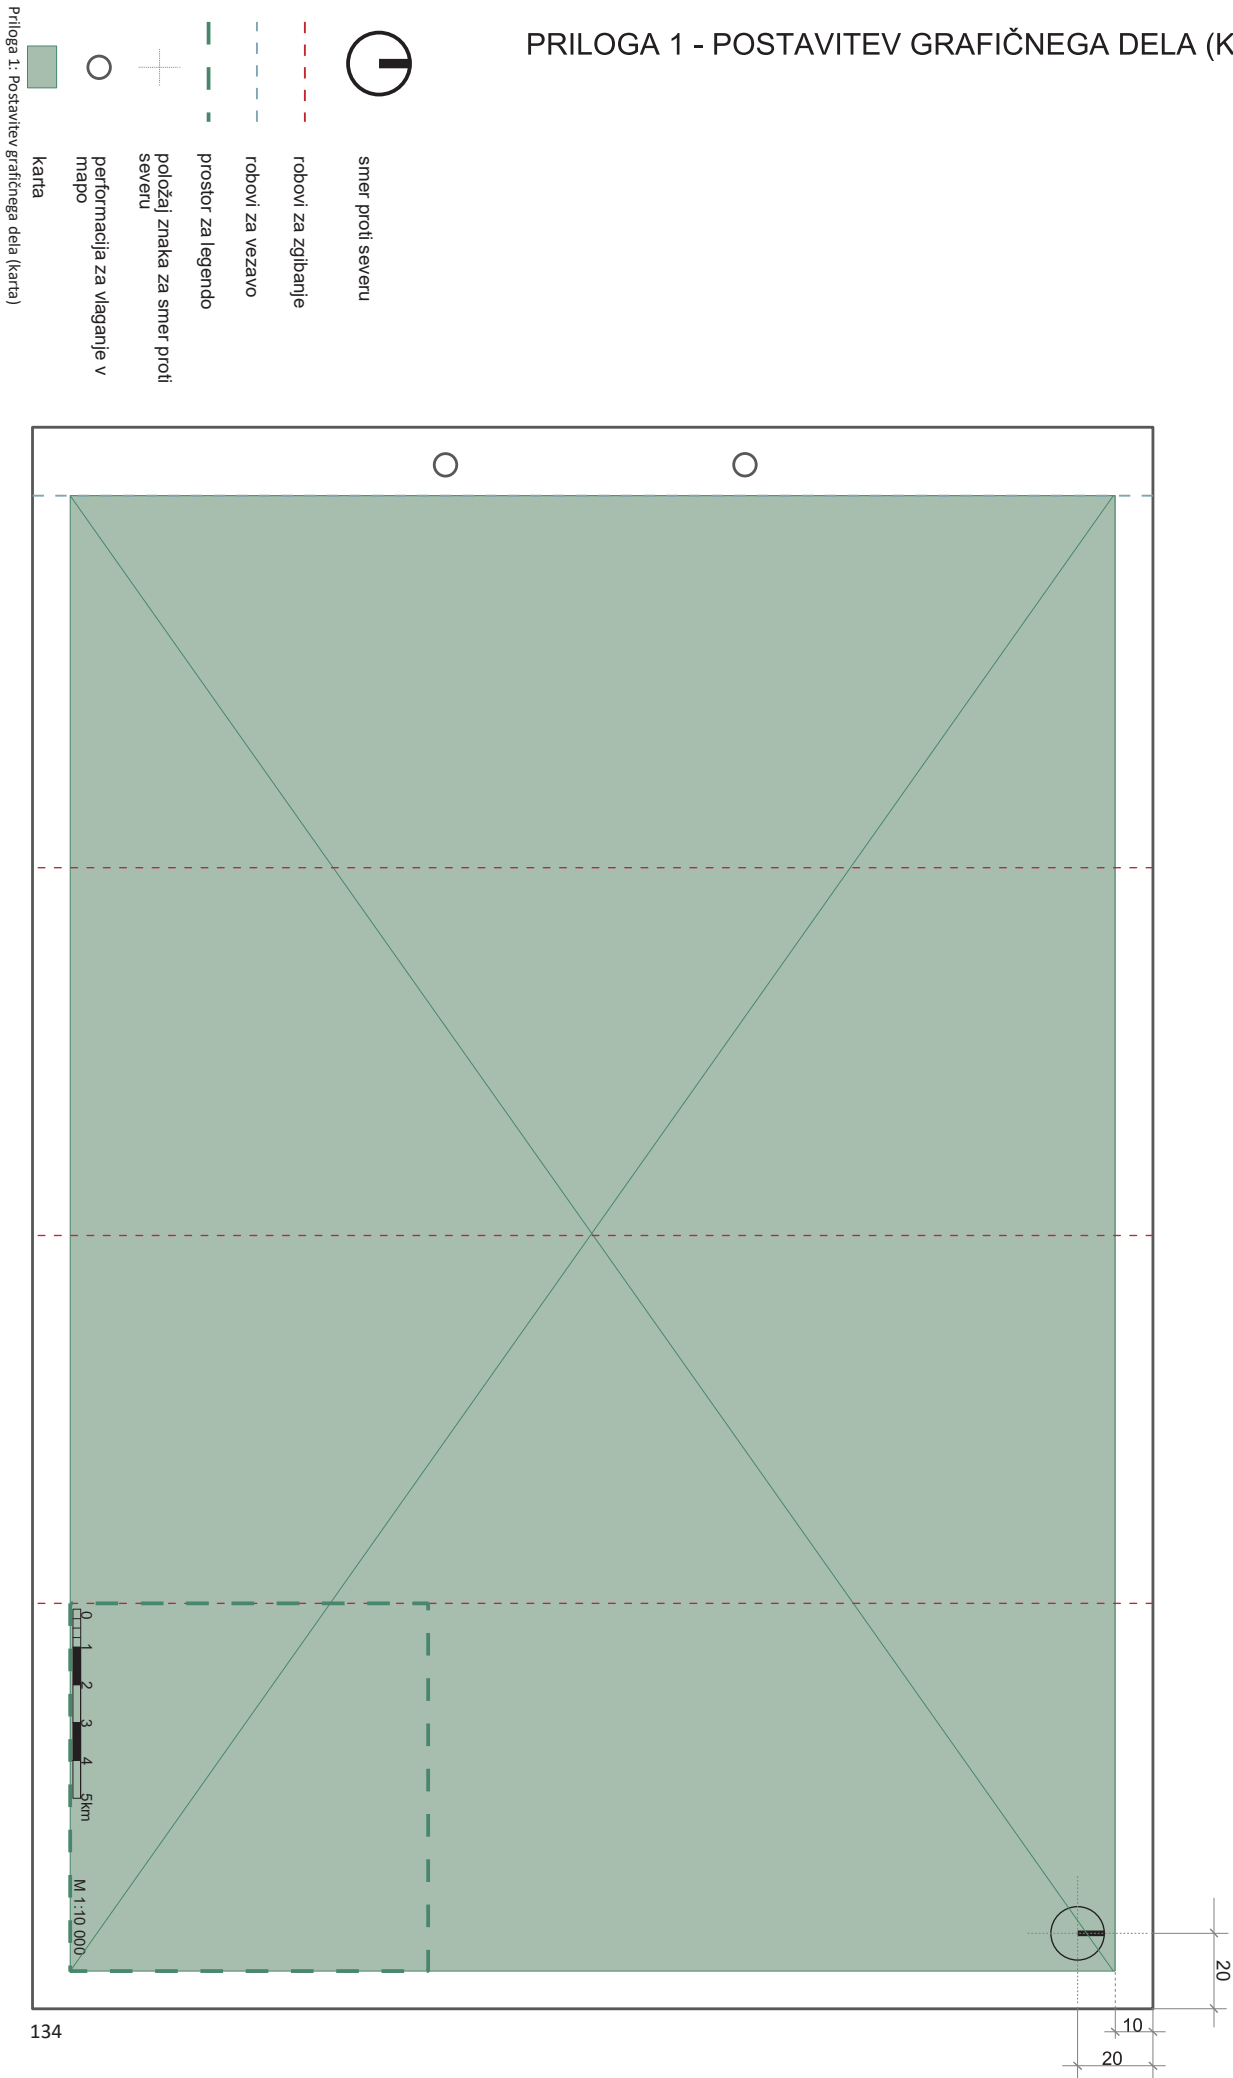 PRILOGA 1 - POSTAVITEV GRAFIČNEGA DELA (K
smer proti severu
robovi za zgibanje
robovi za vezavo
prostor za legendo
položaj znaka za smer proti
severu
performacija za vlaganje v
mapo
karta
Priloga 1: Postavitev grafičnega dela (karta)
0 1 2 3 4 5km
M 1:10 000
20
10
20
134